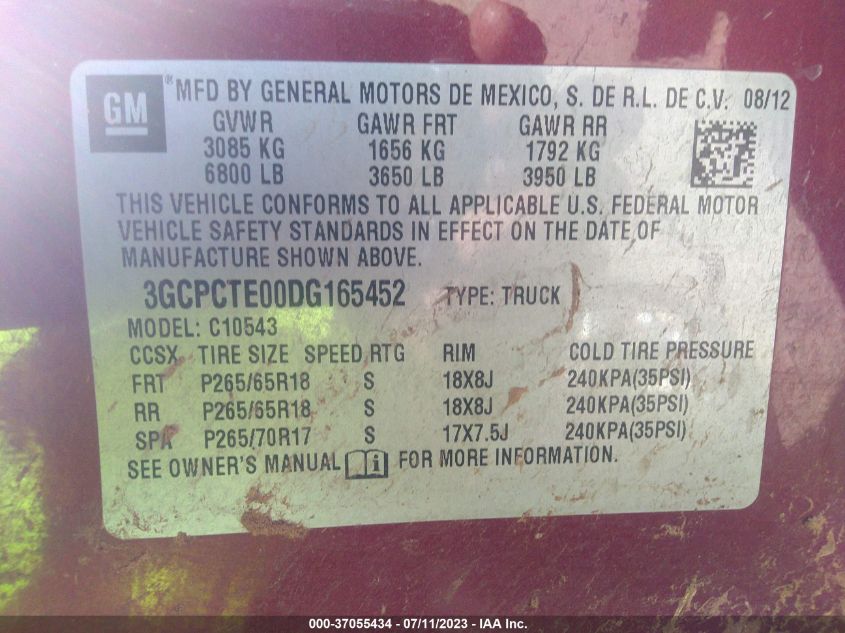 GM
® MFD BY GENERAL MOTORS DE MEXICO, S. DE R.L. DE C.V. 08/12
GVWR GAWR FRT GAWR RR
3085 KG 1656 KG 1792 KG
6800 LB 3650 LB 3950 LB
THIS VEHICLE CONFORMS TO ALL APPLICABLE U.S. FEDERAL MOTOR
VEHICLE SAFETY STANDARDS IN EFFECT ON THE DATE OF
MANUFACTURE SHOWN ABOVE.
3GCPCTE00DG165452 TYPE: TRUCK
MODEL: C10543
CCSX TIRE SIZE SPEED RTG RIM COLD TIRE PRESSURE
FRT P265/65R18 S 18X8J 240KPA(35PSI)
RR P265/65R18 S 18X8J 240KPA(35PSI)
SPA P265/70R17 S 17X7.5J 240KPA(35PSI)
SEE OWNER'S MANUAL i FOR MORE INFORMATION.
000-37055434 - 07/11/2023 - IAA Inc.